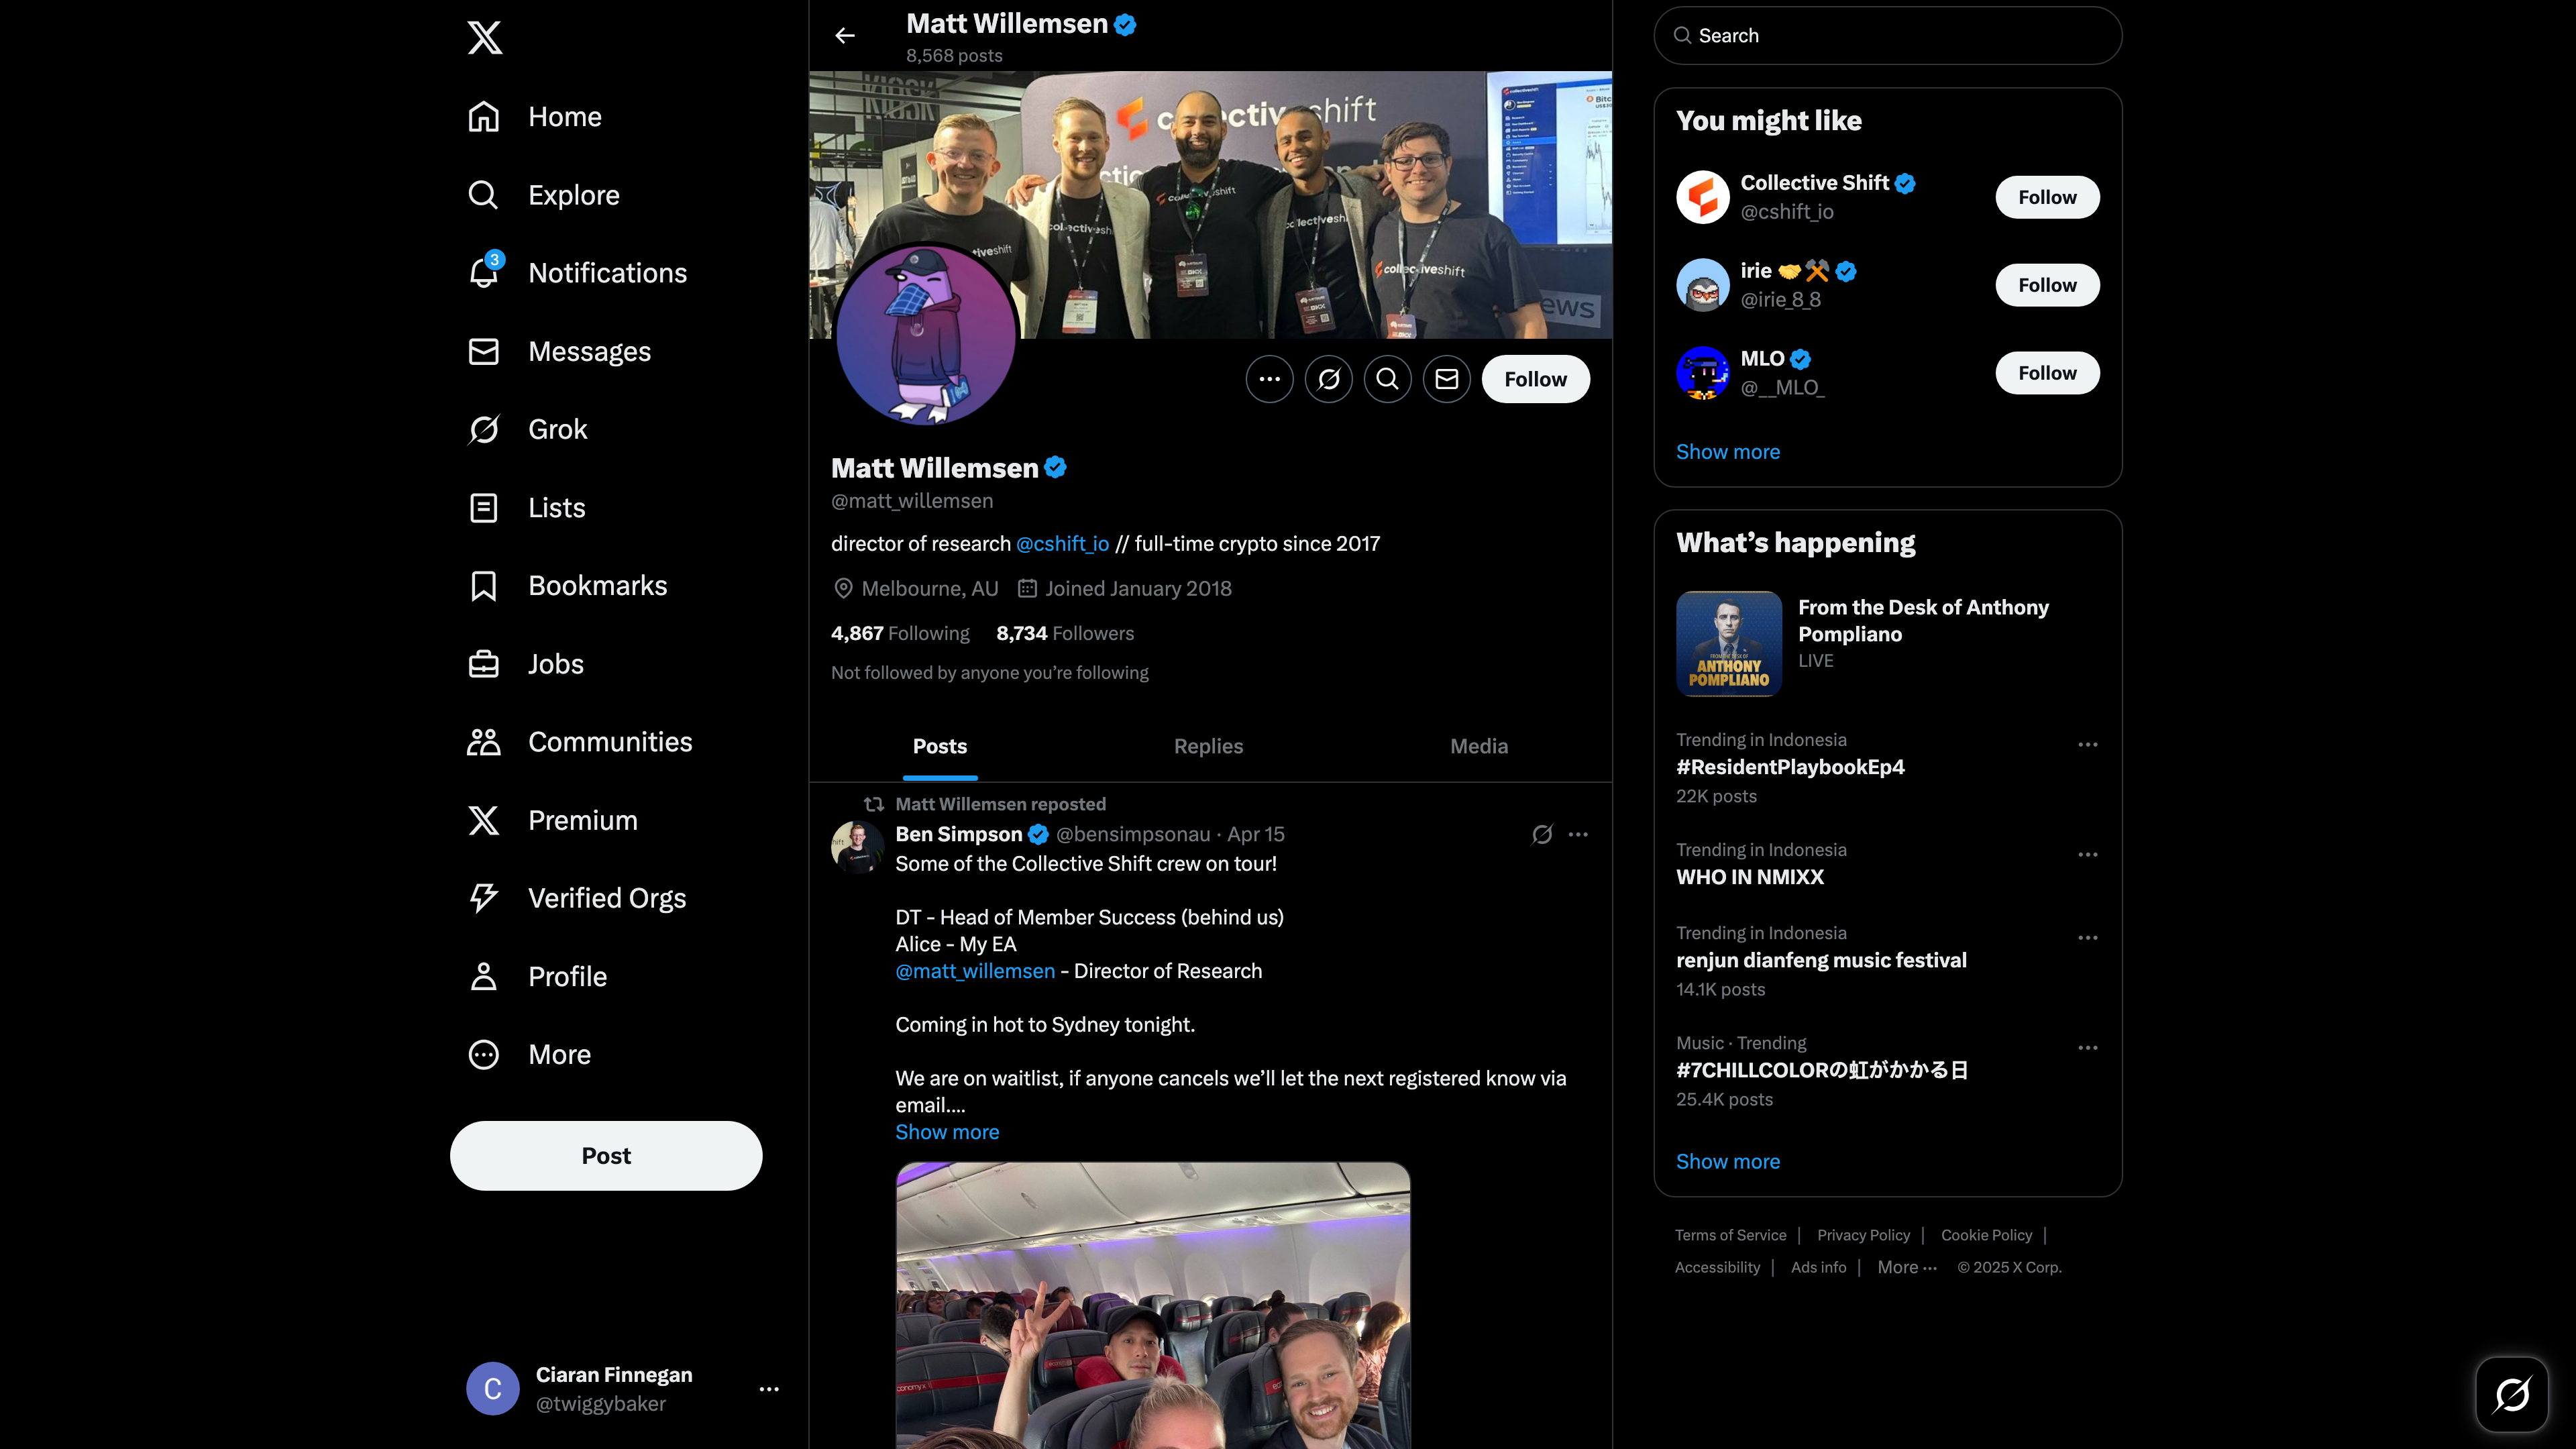 Home
Explore
3
Notifications
Messages
Grok
Lists
Bookmarks
Jobs
Communities
Premium
Verified Orgs
Profile
More
Post
C
Ciaran Finnegan
@twiggybaker
Matt Willemsen
8,568 posts
collectiveshift
collectiveshift
collectiveshift
Follow
Matt Willemsen
@matt_willemsen
director of research @cshift_io // full-time crypto since 2017
Melbourne, AU Joined January 2018
4,867 Following 8,734 Followers
Not followed by anyone you’re following
Posts Replies Media
Matt Willemsen reposted
Ben Simpson @bensimpsonau · Apr 15
Some of the Collective Shift crew on tour!
DT - Head of Member Success (behind us)
Alice - My EA
@matt_willemsen - Director of Research
Coming in hot to Sydney tonight.
We are on waitlist, if anyone cancels we’ll let the next registered know via
email....
Show more
Search
You might like
Collective Shift
@cshift_io
Follow
irie
@irie_8_8
Follow
MLO
@__MLO_
Follow
Show more
What’s happening
ANTHONY
POMPLIANO
From the Desk of Anthony
Pompliano
LIVE
Trending in Indonesia
#ResidentPlaybookEp4
22K posts
Trending in Indonesia
WHO IN NMIXX
Trending in Indonesia
renjun dianfeng music festival
14.1K posts
Music · Trending
#7CHILLCOLORの虹がかかる日
25.4K posts
Show more
Terms of Service | Privacy Policy | Cookie Policy |
Accessibility | Ads info | More ··· © 2025 X Corp.